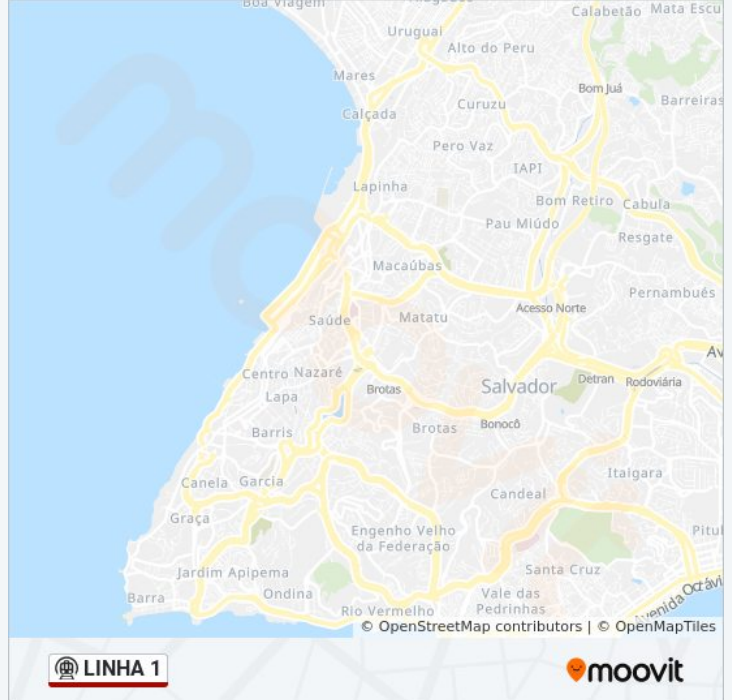 Boa Viagem
Calabetão
Mata Escu
Uruguai
Alto do Peru
Mares
Bom Juá
Calçada
Curuzu
Barreiras
Pero Vaz
IAPI
Lapinha
Bom Retiro
Cabula
Pau Miúdo
Resgate
Macaúbas
Pernambués
Acesso Norte
Saúde
Matatu
Av
Centro
Nazaré
Brotas
Salvador
Detran
Rodoviária
Lapa
Bonocô
Barris
Brotas
Itaigara
Canela
Garcia
Candeal
Graça
Engenho Velho
da Federação
Pitu
Jardim Apipema
Santa Cruz
Barra
Ondina
Vale das
Pedrinhas
Rio Vermelho
Avenida Octávi
© OpenStreetMap contributors | © OpenMapTiles
LINHA 1
moovit